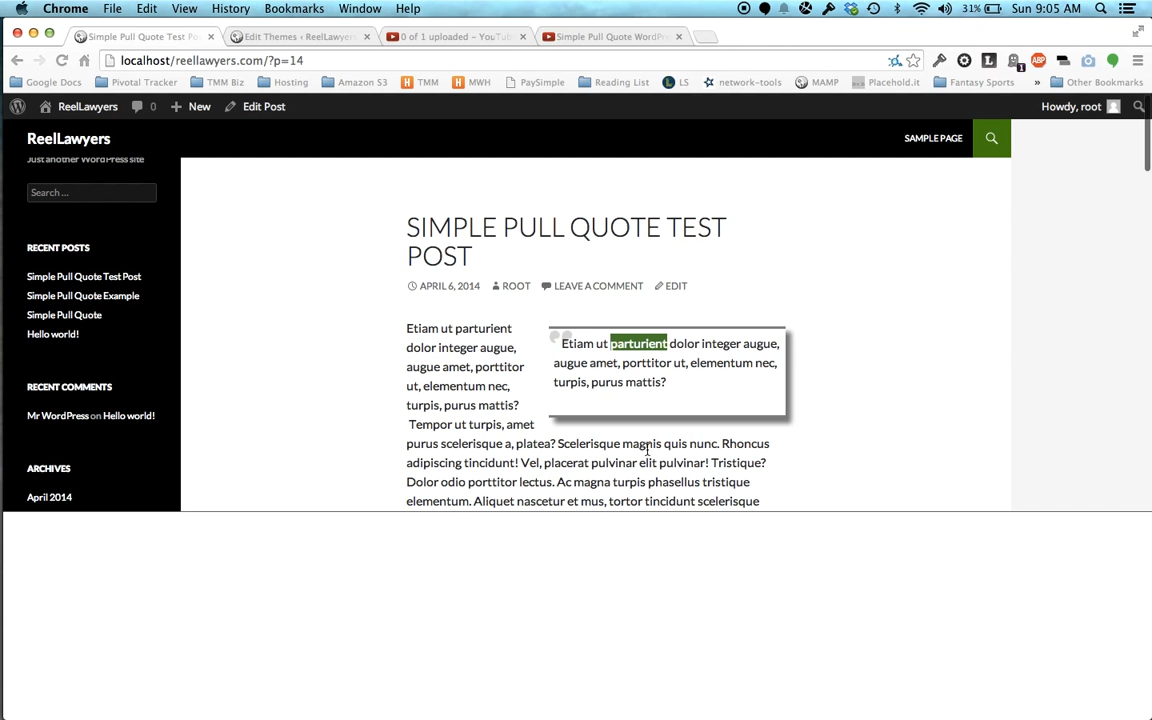 Chrome File Edit View History Bookmarks Window Help 31% Sun 9:05 AM
Simple Pull Quote Test Po Edit Themes ‹ ReelLawyers 0 of 1 uploaded – YouTub Simple Pull Quote WordPr
localhost/reellawyers.com/?p=14
Google Docs Pivotal Tracker TMM Biz Hosting Amazon S3 TMM MWH PaySimple Reading List LS network-tools MAMP Placehold.it Fantasy Sports » Other Bookmarks
ReelLawyers 0 New Edit Post Howdy, root
ReelLawyers SAMPLE PAGE
Just another WordPress site
Search ...
RECENT POSTS
Simple Pull Quote Test Post
Simple Pull Quote Example
Simple Pull Quote
Hello world!
RECENT COMMENTS
Mr WordPress on Hello world!
ARCHIVES
April 2014
SIMPLE PULL QUOTE TEST
POST
APRIL 6, 2014 ROOT LEAVE A COMMENT EDIT
Etiam ut parturient
dolor integer augue,
augue amet, porttitor
ut, elementum nec,
turpis, purus mattis?
Tempor ut turpis, amet
Etiam ut parturient dolor integer augue,
augue amet, porttitor ut, elementum nec,
turpis, purus mattis?
purus scelerisque a, platea? Scelerisque magnis quis nunc. Rhoncus
adipiscing tincidunt! Vel, placerat pulvinar elit pulvinar! Tristique?
Dolor odio porttitor lectus. Ac magna turpis phasellus tristique
elementum. Aliquet nascetur et mus, tortor tincidunt scelerisque